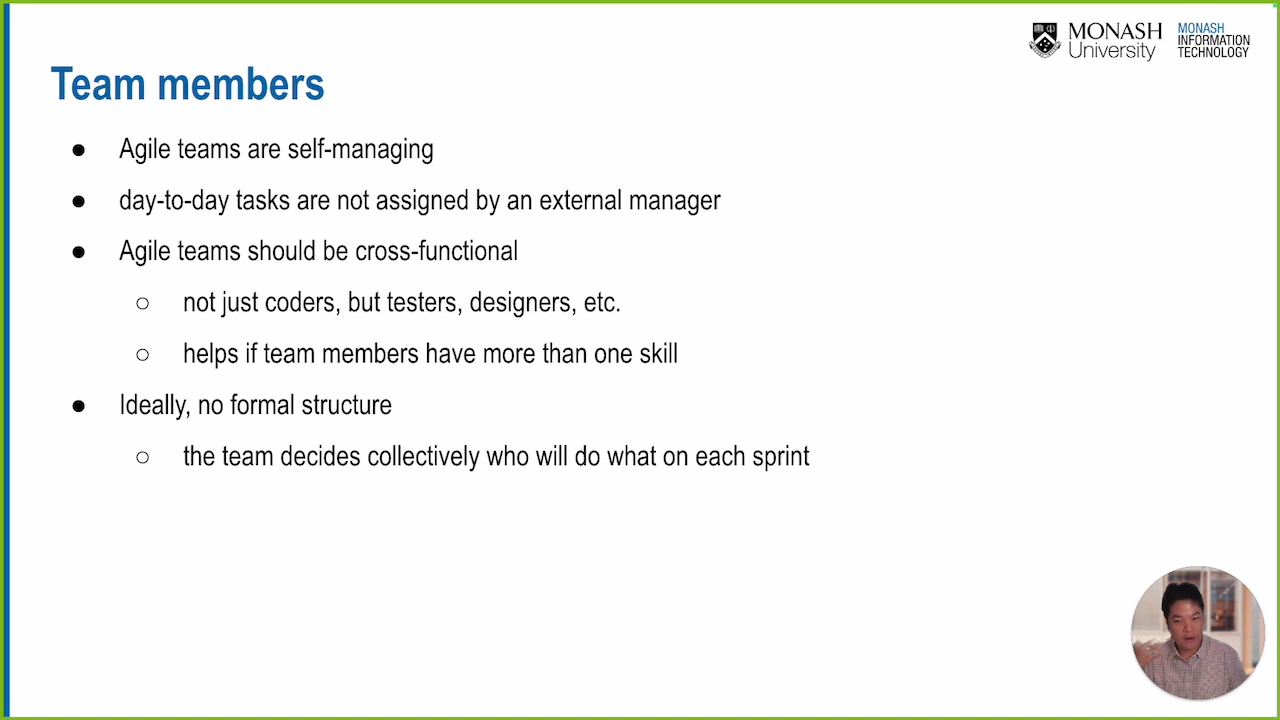 MONASH
University
MONASH
INFORMATION
TECHNOLOGY
Team members
● Agile teams are self-managing
● day-to-day tasks are not assigned by an external manager
● Agile teams should be cross-functional
○ not just coders, but testers, designers, etc.
○ helps if team members have more than one skill
● Ideally, no formal structure
○ the team decides collectively who will do what on each sprint